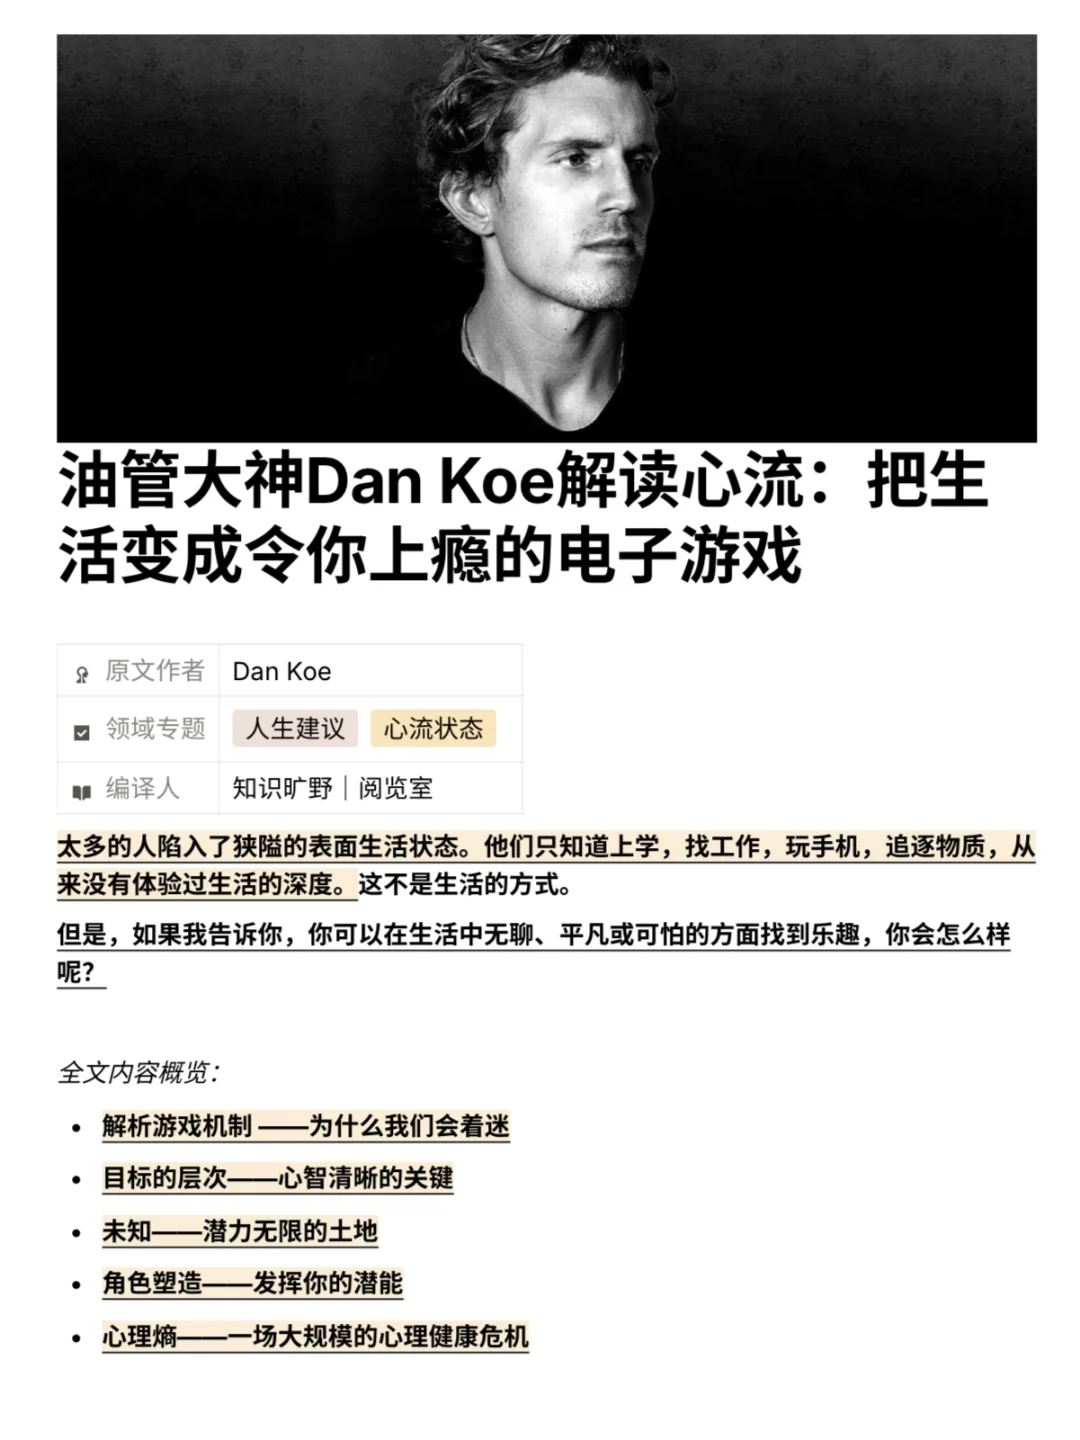 油管大神Dan Koe解读心流：把生
活变成令你上瘾的电子游戏
原文作者 Dan Koe
领域专题 人生建议 心流状态
编译人 知识旷野｜阅览室
太多的人陷入了狭隘的表面生活状态。他们只知道上学，找工作，玩手机，追逐物质，从
来没有体验过生活的深度。这不是生活的方式。
但是，如果我告诉你，你可以在生活中无聊、平凡或可怕的方面找到乐趣，你会怎么样
呢？
全文内容概览：
• 解析游戏机制 ——为什么我们会着迷
• 目标的层次——心智清晰的关键
• 未知——潜力无限的土地
• 角色塑造——发挥你的潜能
• 心理熵——一场大规模的心理健康危机